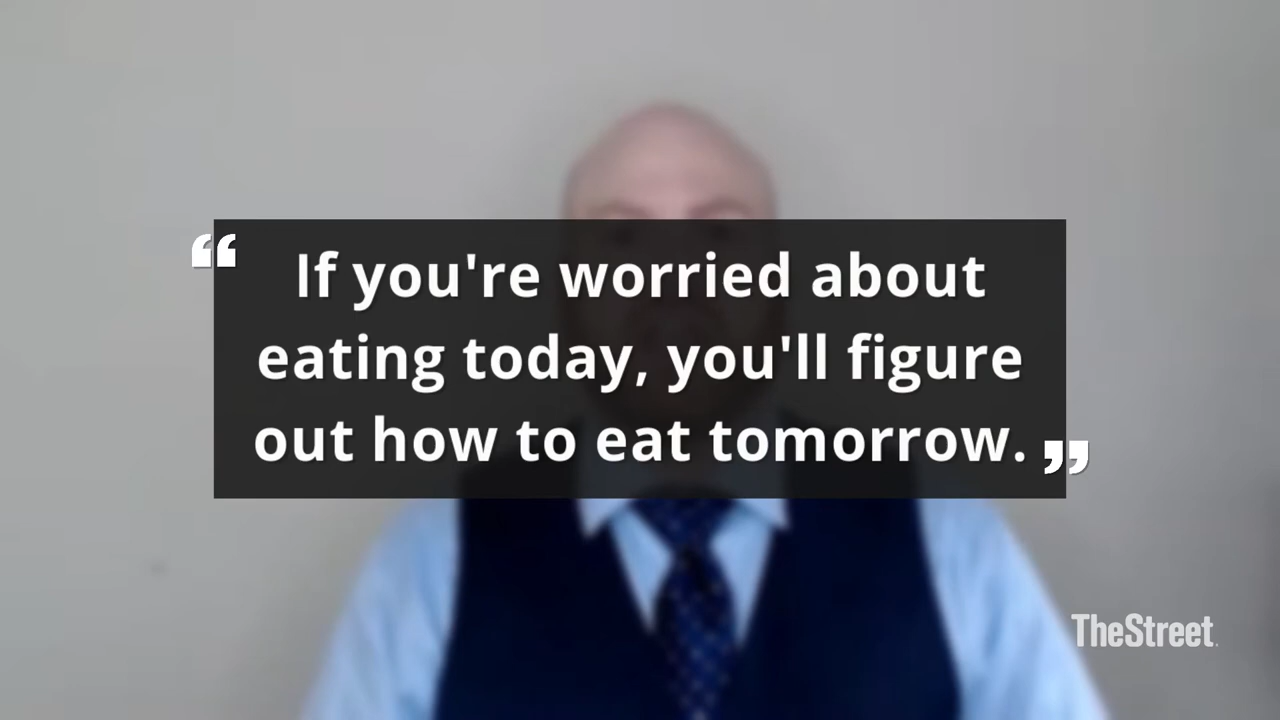 “If you're worried about
eating today, you'll figure
out how to eat tomorrow.”
TheStreet.